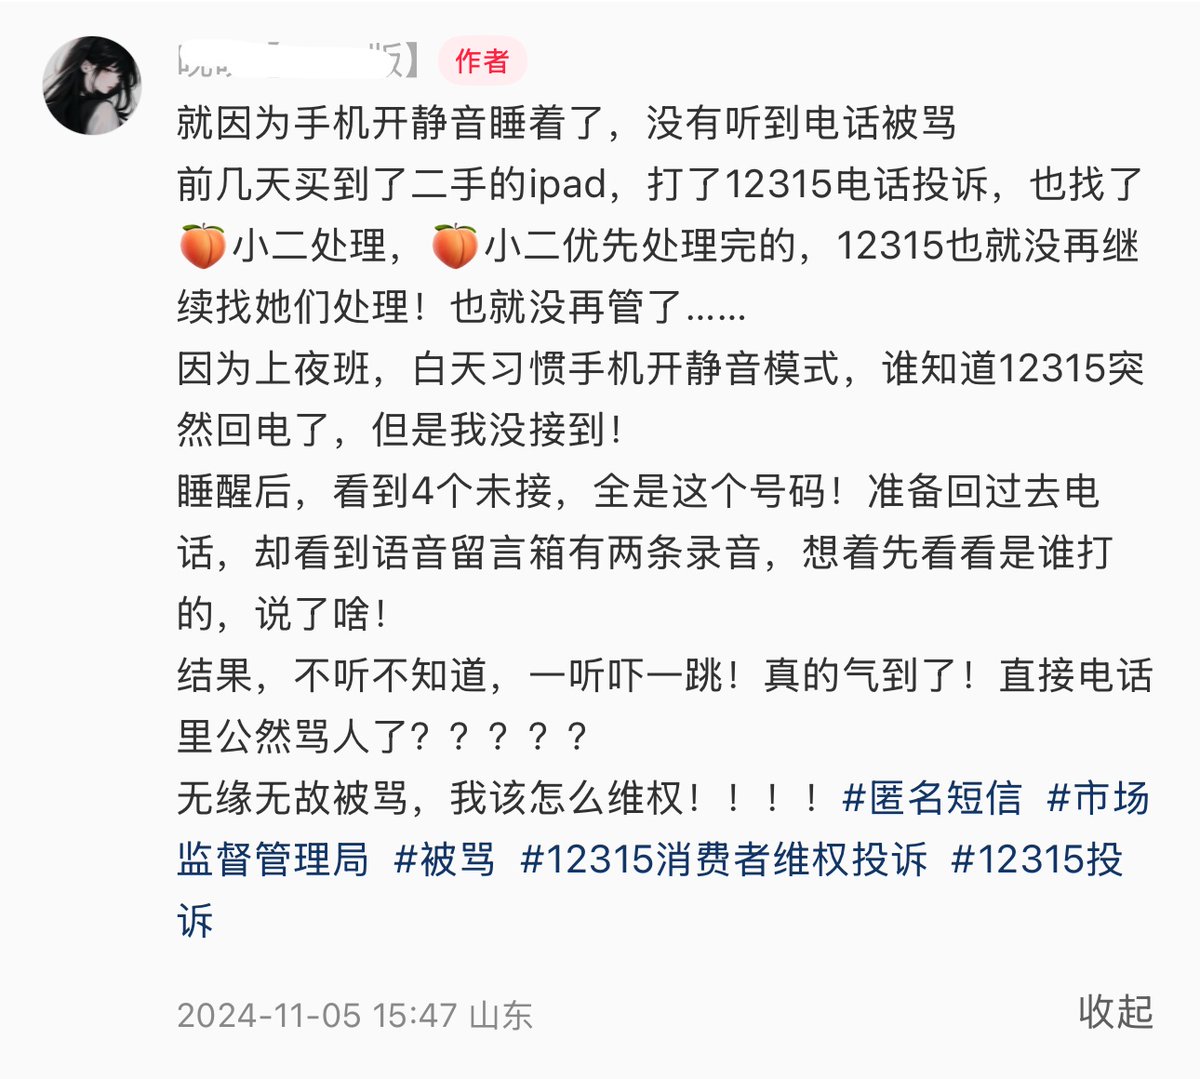 版】 作者
就因为手机开静音睡着了，没有听到电话被骂
前几天买到了二手的ipad，打了12315电话投诉，也找了
🍑小二处理，🍑小二优先处理完的，12315也就没再继
续找她们处理！也就没再管了......
因为上夜班，白天习惯手机开静音模式，谁知道12315突
然回电了，但是我没接到！
睡醒后，看到4个未接，全是这个号码！准备回过去电
话，却看到语音留言箱有两条录音，想着先看看是谁打
的，说了啥！
结果，不听不知道，一听吓一跳！真的气到了！直接电话
里公然骂人了？？？？？
无缘无故被骂，我该怎么维权！！！！#匿名短信 #市场
监督管理局 #被骂 #12315消费者维权投诉 #12315投
诉
2024-11-05 15:47 山东
收起